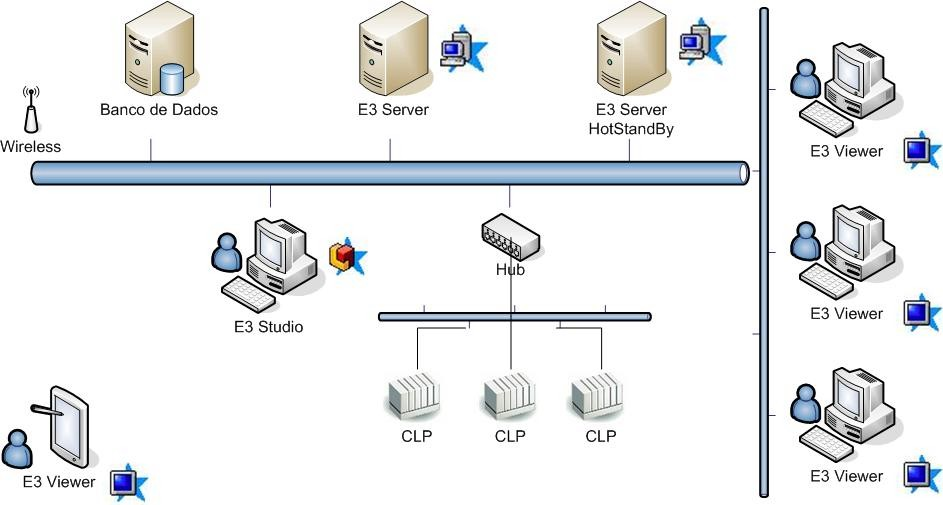 Banco de Dados
E3 Server
E3 Server
HotStandBy
Wireless
E3 Viewer
Hub
E3 Studio
E3 Viewer
CLP
CLP
CLP
E3 Viewer
E3 Viewer